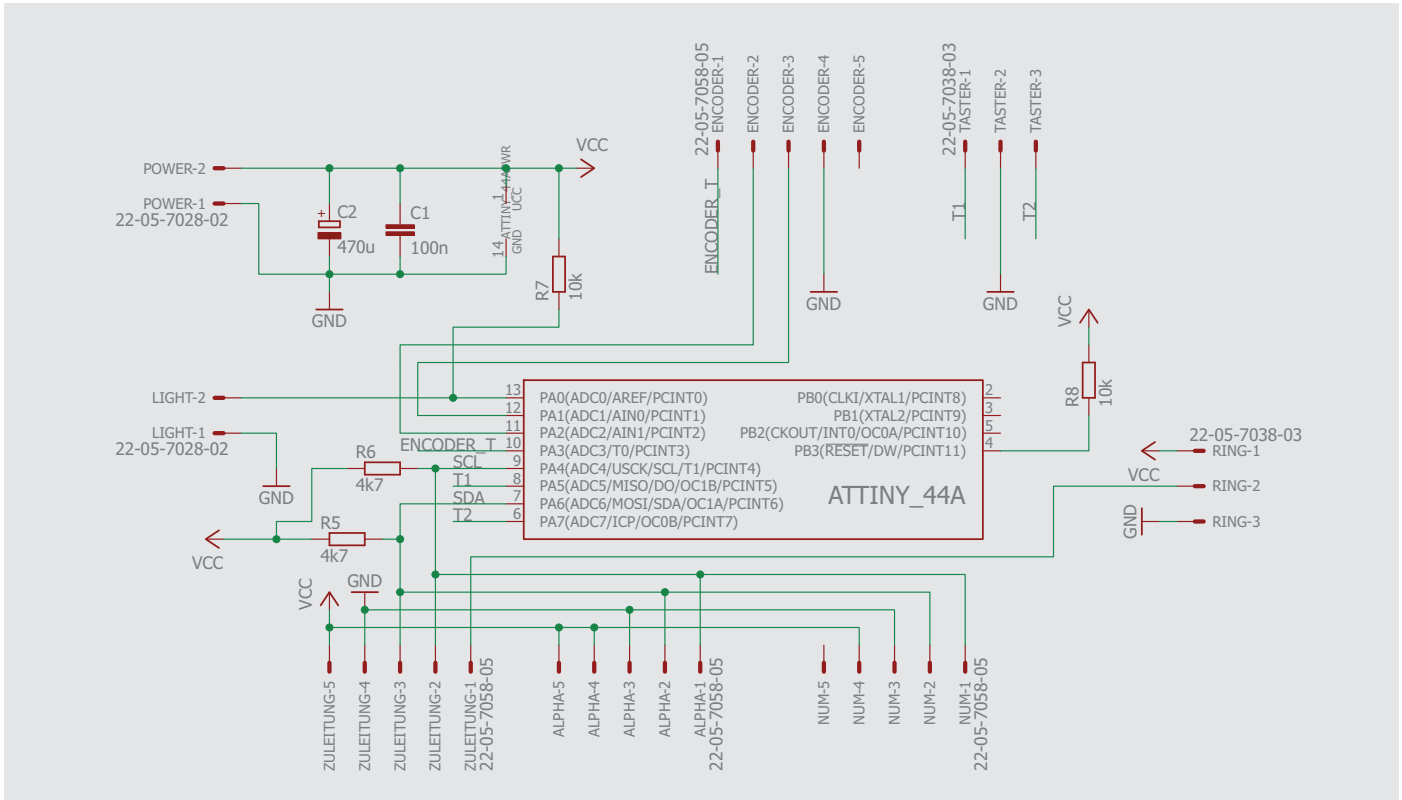 22-05-7058-05
ENCODER-1
ENCODER-2
ENCODER-3
ENCODER-4
ENCODER-5
22-05-7038-03
TASTER-1
TASTER-2
TASTER-3
POWER-2
POWER-1
22-05-7028-02
+
C2
470u
C1
100n
1
14
VCC
GND
GND
R7
10k
VCC
ENCODER_T
GND
T1
GND
T2
VCC
R8
10k
LIGHT-2
LIGHT-1
22-05-7028-02
GND
13
PA0(ADC0/AREF/PCINT0)
12
PA1(ADC1/AIN0/PCINT1)
11
PA2(ADC2/AIN1/PCINT2)
ENCODER_T
10
PA3(ADC3/T0/PCINT3)
SCL
9
PA4(ADC4/USCK/SCL/T1/PCINT4)
T1
8
PA5(ADC5/MISO/DO/OC1B/PCINT5)
SDA
7
PA6(ADC6/MOSI/SDA/OC1A/PCINT6)
T2
6
PA7(ADC7/ICP/OC0B/PCINT7)
PB0(CLKI/XTAL1/PCINT8)
2
PB1(XTAL2/PCINT9)
3
PB2(CKOUT/INT0/OC0A/PCINT10)
5
PB3(RESET/DW/PCINT11)
4
ATTINY_44A
R6
4k7
R5
4k7
VCC
22-05-7038-03
RING-1
VCC
RING-2
GND
RING-3
VCC
GND
ZULEITUNG-5
ZULEITUNG-4
ZULEITUNG-3
ZULEITUNG-2
ZULEITUNG-1
22-05-7058-05
ALPHA-5
ALPHA-4
ALPHA-3
ALPHA-2
ALPHA-1
22-05-7058-05
NUM-5
NUM-4
NUM-3
NUM-2
NUM-1
22-05-7058-05